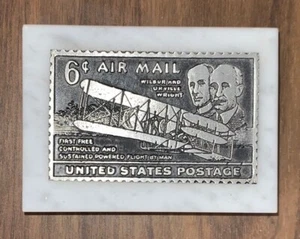 6¢ AIR MAIL
WILBUR AND
ORVILLE
WRIGHT
FIRST FREE
CONTROLLED AND
SUSTAINED POWERED FLIGHT BY MAN
UNITED STATES POSTAGE